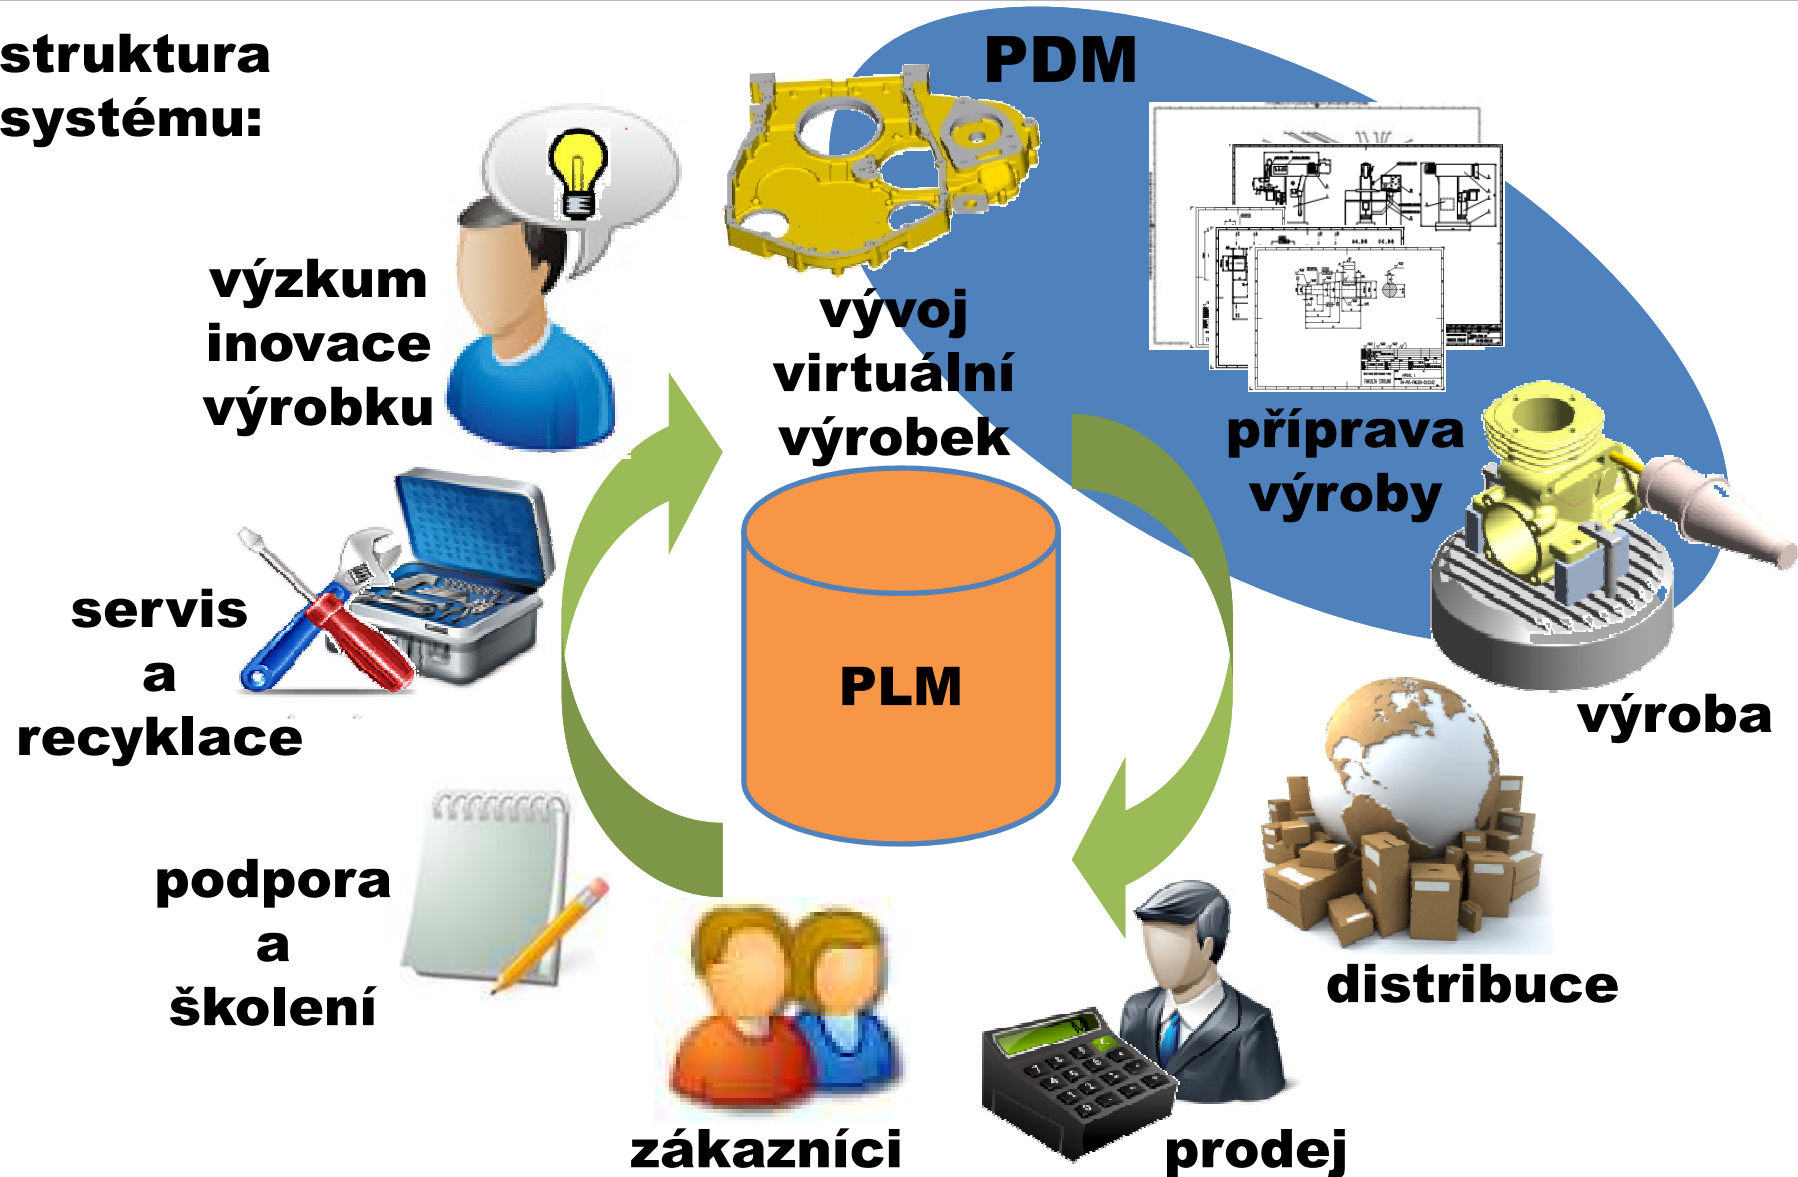 struktura
systému:
PDM
výzkum
inovace
výrobku
vývoj
virtuální
výrobek
příprava
výroby
výroba
servis
a
recyklace
PLM
podpora
a
školení
distribuce
zákazníci
prodej